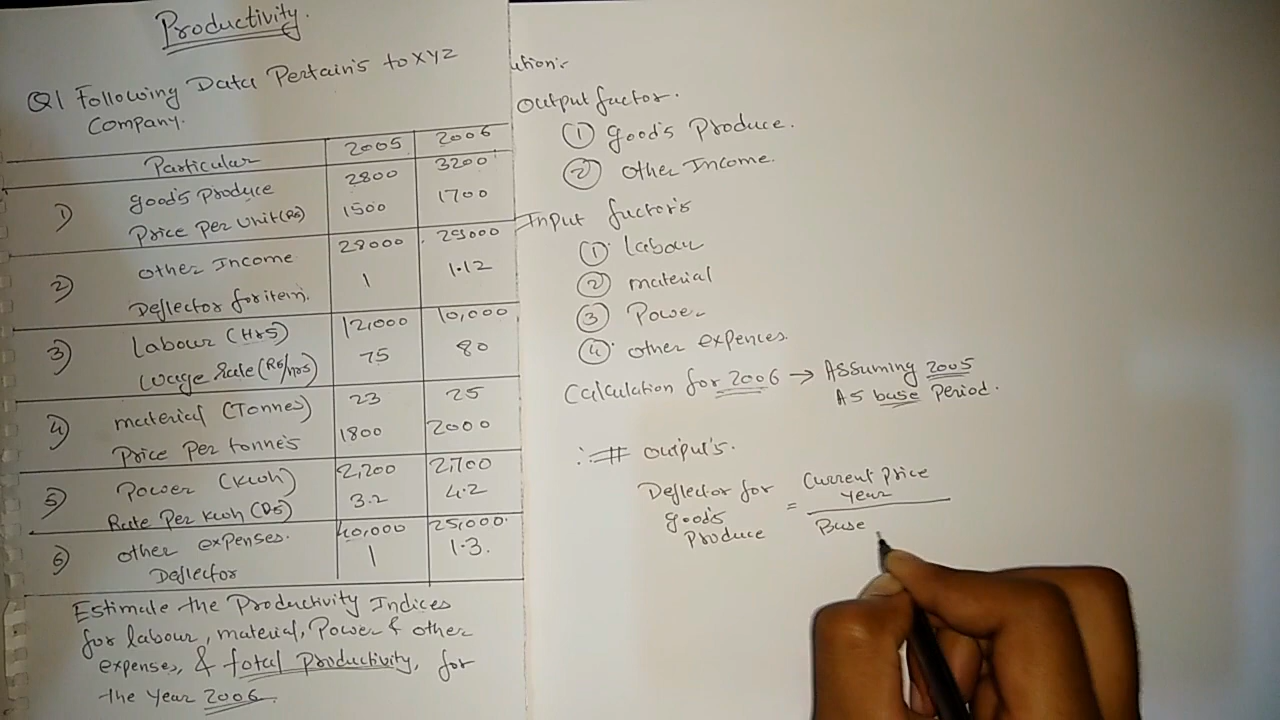 Productivity.
Q1 Following Data Pertain's to XYZ
Company.
Particular 2005 2006
1) good's Produce 2800 3200
Price Per Unit(Rs) 1500 1700
2) other Income 28000 29000
Deflector for item. 1 1.12
3) Labour (Hrs) 12,000 10,000
Wage Rate (Rs/hrs) 75 80
4) material (Tonnes) 23 25
Price Per tonne's 1800 2000
5) Power (Kwh) 2,200 2,700
Rate Per Kwh (Rs) 3.2 4.2
6) other expenses. 40,000 25,000
Deflector 1 1.3.
Estimate the Productivity Indices
for labour, material, Power & other
expenses, & total Productivity, for
the Year 2006.
ution:-
Output factor.
① good's Produce.
② other Income.
Input factor's
① labour
② material
③ Power
④ other expences.
Calculation for 2006 → Assuming 2005
AS base Period.
∴ # output's.
Deflector for good's Produce = Current Price year
Base